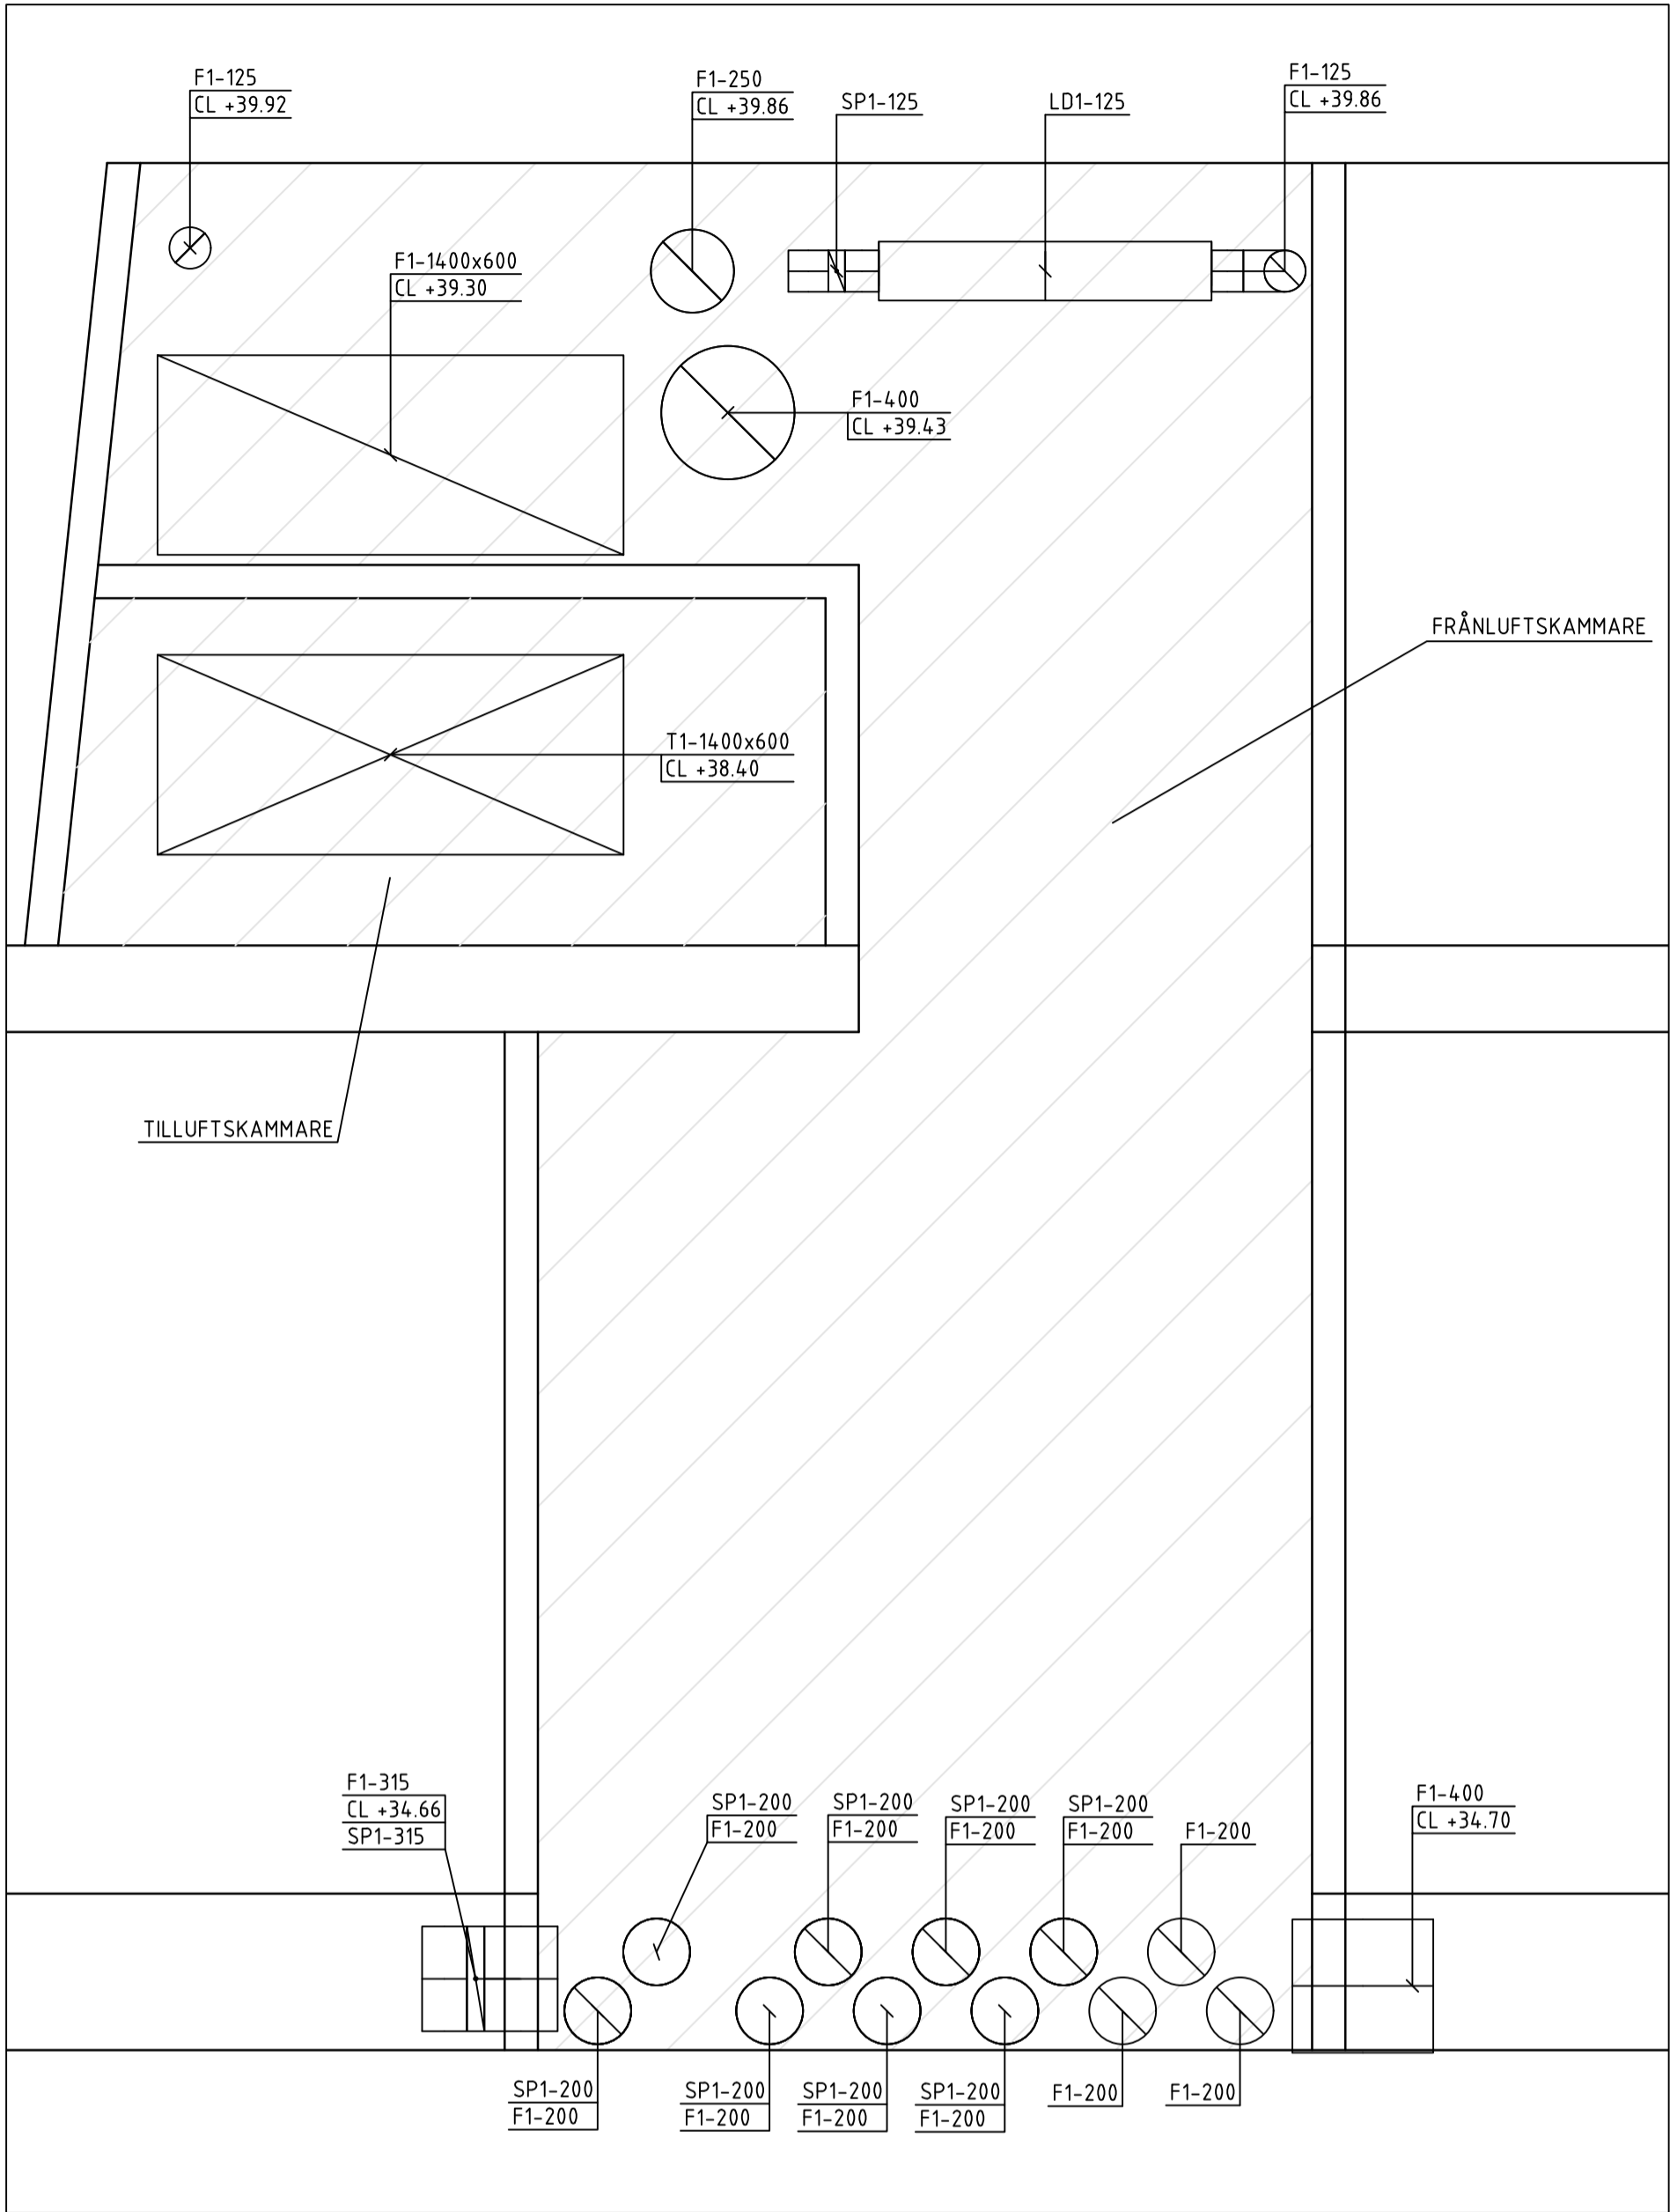 F1-125
CL +39.92
F1-250
CL +39.86
SP1-125
LD1-125
F1-125
CL +39.86
F1-1400x600
CL +39.30
F1-400
CL +39.43
FRÅNLUFTSKAMMARE
T1-1400x600
CL +38.40
TILLUFTSKAMMARE
F1-315
CL +34.66
SP1-315
SP1-200
F1-200
SP1-200
F1-200
SP1-200
F1-200
SP1-200
F1-200
F1-200
F1-400
CL +34.70
SP1-200
F1-200
SP1-200
F1-200
SP1-200
F1-200
SP1-200
F1-200
F1-200
F1-200